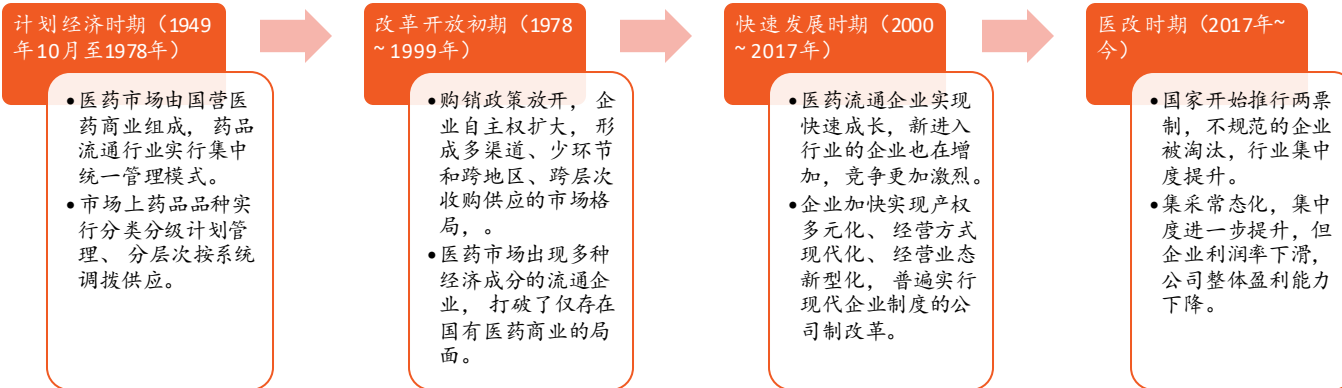 计划经济时期（1949
年10月至1978年）
•医药市场由国营医
药商业组成， 药品
流通行业实行集中
统一管理模式。
•市场上药品品种实
行分类分级计划管
理、 分层次按系统
调拨供应。
改革开放初期（1978
~ 1999年）
•购销政策放开， 企
业自主权扩大， 形
成多渠道、少环节
和跨地区、跨层次
收购供应的市场格
局，。
•医药市场出现多种
经济成分的流通企
业， 打破了仅存在
国有医药商业的局
面。
快速发展时期（2000
~ 2017年）
•医药流通企业实现
快速成长，新进入
行业的企业也在增
加，竞争更加激烈。
•企业加快实现产权
多元化、 经营方式
现代化、 经营业态
新型化， 普遍实行
现代企业制度的公
司制改革。
医改时期（2017年~
今）
•国家开始推行两票
制，不规范的企业
被淘汰，行业集中
度提升。
•集采常态化，集中
度进一步提升，但
企业利润率下滑，
公司整体盈利能力
下降。